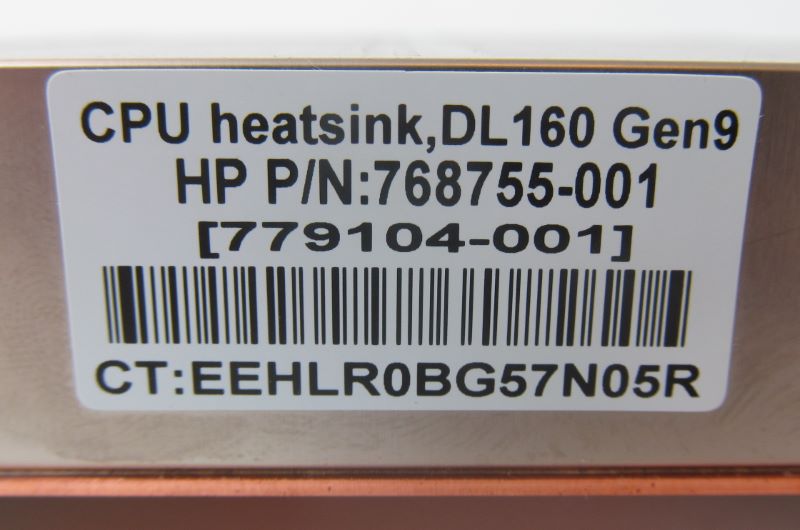 CPU heatsink,DL160 Gen9
HP P/N:768755-001
[779104-001]
CT:EEHLR0BG57N05R